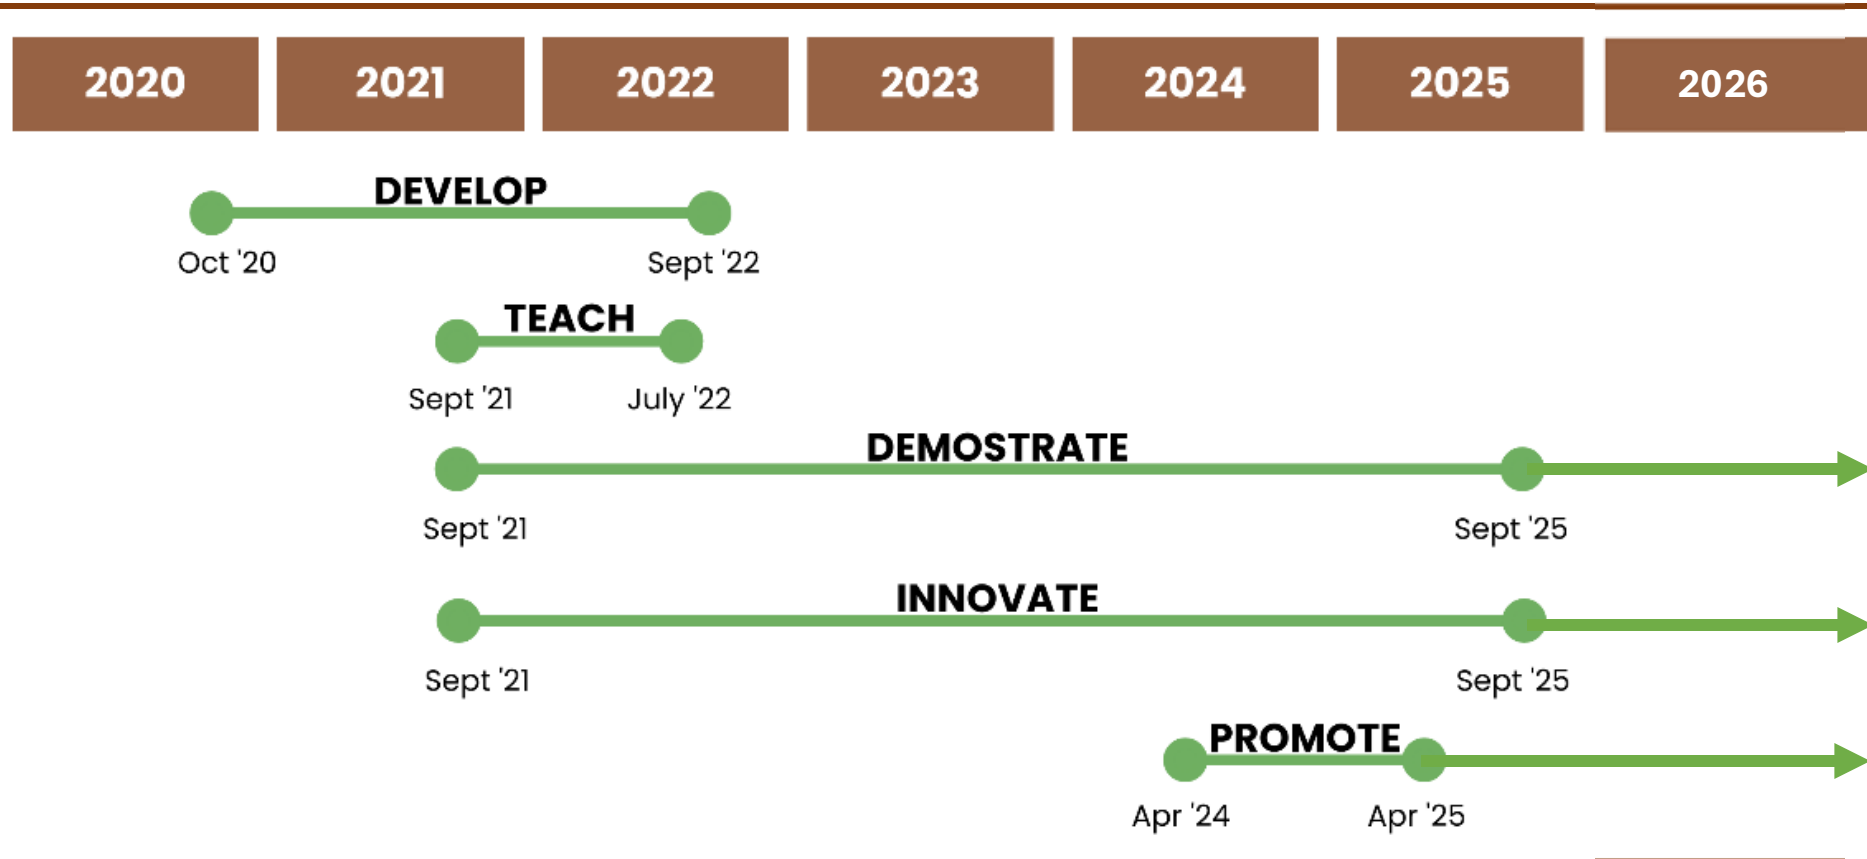 2020 2021 2022 2023 2024 2025 2026
DEVELOP
Oct '20 Sept '22
TEACH
Sept '21 July '22
DEMOSTRATE
Sept '21 Sept '25
INNOVATE
Sept '21 Sept '25
PROMOTE
Apr '24 Apr '25